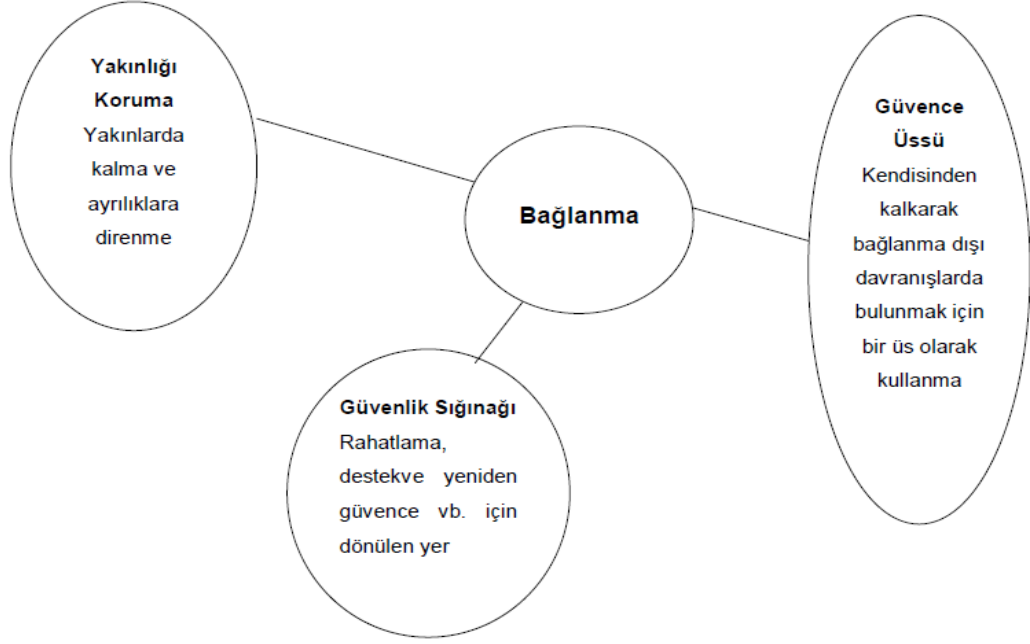 Yakınlığı
Koruma
Yakınlarda
kalma ve
ayrılıklara
direnme
Bağlanma
Güvence
Üssü
Kendisinden
kalkarak
bağlanma dışı
davranışlarda
bulunmak için
bir üs olarak
kullanma
Güvenlik Sığınağı
Rahatlama,
destekve yeniden
güvence vb. için
dönülen yer